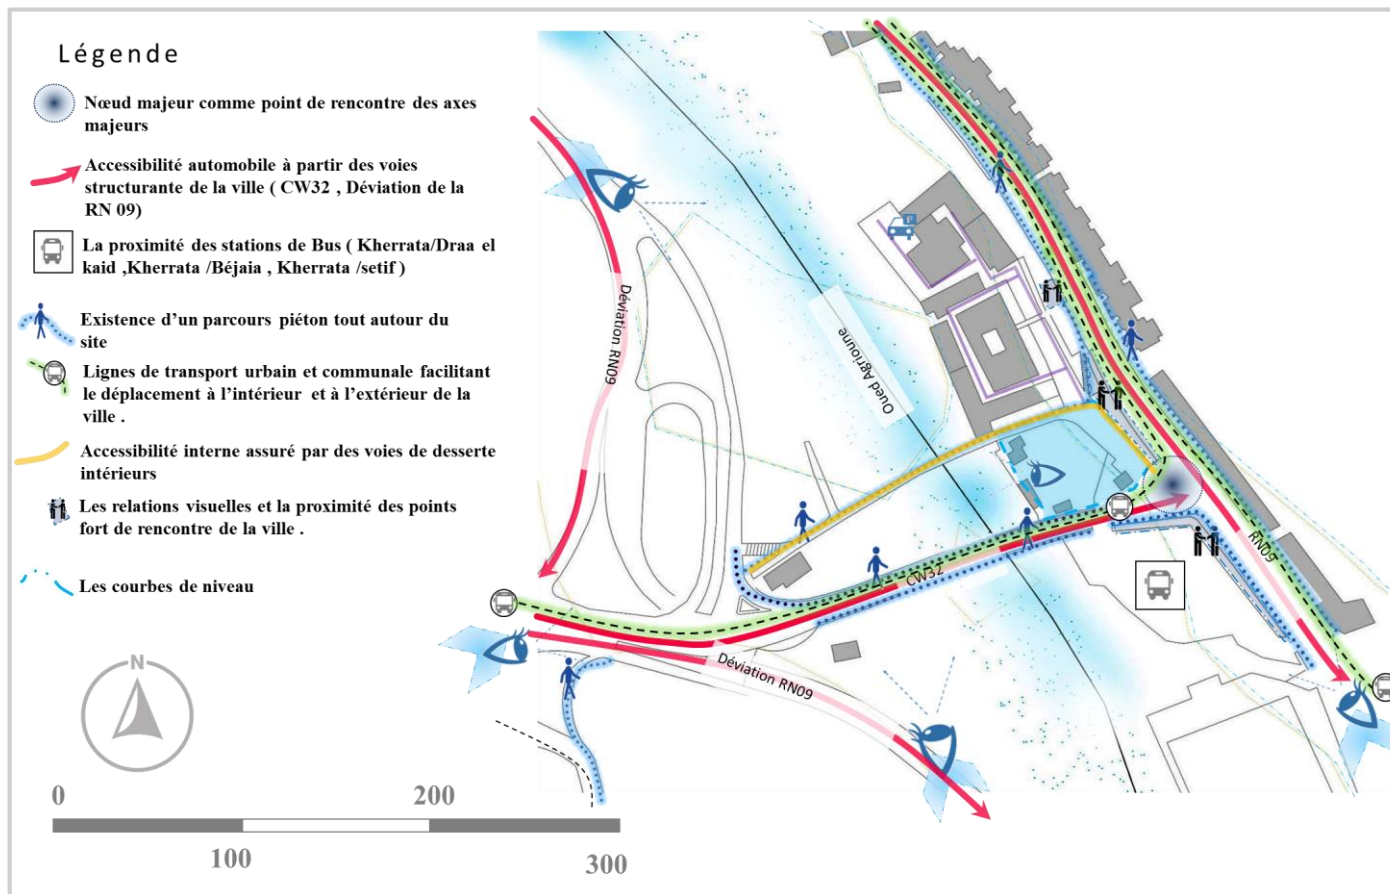 Légende
Nœud majeur comme point de rencontre des axes
majeurs
Accessibilité automobile à partir des voies
structurante de la ville ( CW32 , Déviation de la
RN 09)
La proximité des stations de Bus ( Kherrata/Draa el
kaid ,Kherrata /Béjaia , Kherrata /setif )
Existence d'un parcours piéton tout autour du
site
Lignes de transport urbain et communale facilitant
le déplacement à l'intérieur et à l'extérieur de la
ville .
Accessibilité interne assuré par des voies de desserte
intérieurs
Les relations visuelles et la proximité des points
fort de rencontre de la ville .
Les courbes de niveau
N
0
200
100
300
Déviation RN09
Oued Agrioune
P
CW32
RN09
Déviation RN09